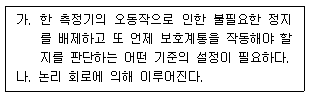 가. 한 측정기의 오동작으로 인한 불필요한 정지
를 배제하고 또 언제 보호계통을 작동해야 할
지를 판단하는 어떤 기준의 설정이 필요하다.
나. 논리 회로에 의해 이루어진다.